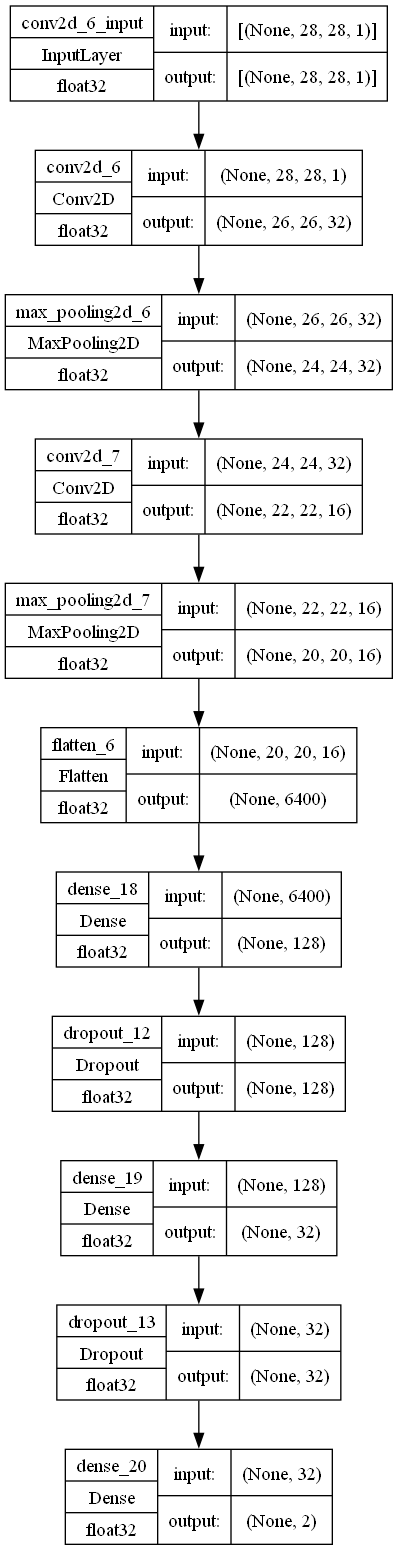 conv2d_6_input
InputLayer
float32
input:
[(None, 28, 28, 1)]
output:
[(None, 28, 28, 1)]
conv2d_6
Conv2D
float32
input:
(None, 28, 28, 1)
output:
(None, 26, 26, 32)
max_pooling2d_6
MaxPooling2D
float32
input:
(None, 26, 26, 32)
output:
(None, 24, 24, 32)
conv2d_7
Conv2D
float32
input:
(None, 24, 24, 32)
output:
(None, 22, 22, 16)
max_pooling2d_7
MaxPooling2D
float32
input:
(None, 22, 22, 16)
output:
(None, 20, 20, 16)
flatten_6
Flatten
float32
input:
(None, 20, 20, 16)
output:
(None, 6400)
dense_18
Dense
float32
input:
(None, 6400)
output:
(None, 128)
dropout_12
Dropout
float32
input:
(None, 128)
output:
(None, 128)
dense_19
Dense
float32
input:
(None, 128)
output:
(None, 32)
dropout_13
Dropout
float32
input:
(None, 32)
output:
(None, 32)
dense_20
Dense
float32
input:
(None, 32)
output:
(None, 2)